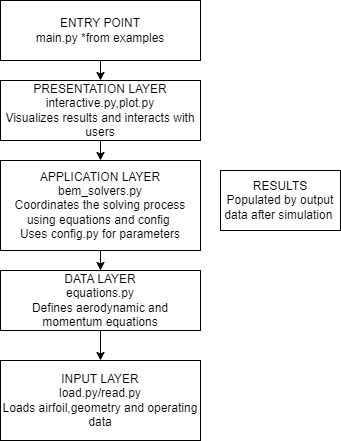 ENTRY POINT
main.py *from examples
PRESENTATION LAYER
interactive.py,plot.py
Visualizes results and interacts with
users
APPLICATION LAYER
bem_solvers.py
Coordinates the solving process
using equations and config
Uses config.py for parameters
RESULTS
Populated by output
data after simulation
DATA LAYER
equations.py
Defines aerodynamic and
momentum equations
INPUT LAYER
load.py/read.py
Loads airfoil,geometry and operating
data